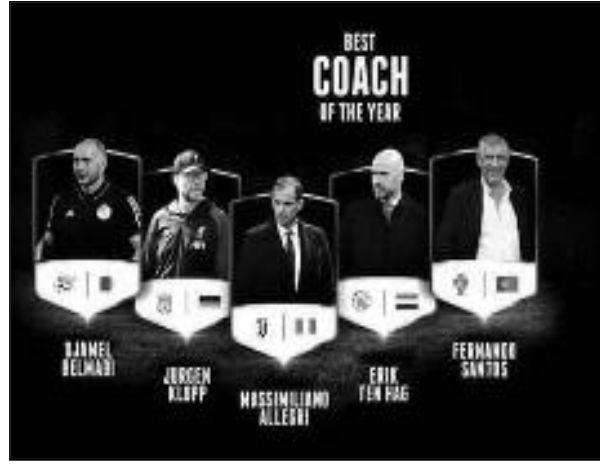 BEST
COACH
OF THE YEAR
DJAMEL
BELMADI
JURGEN
KLOPP
MASSIMILIANO
ALLEGRI
ERIK
TEN HAG
FERNANDO
SANTOS